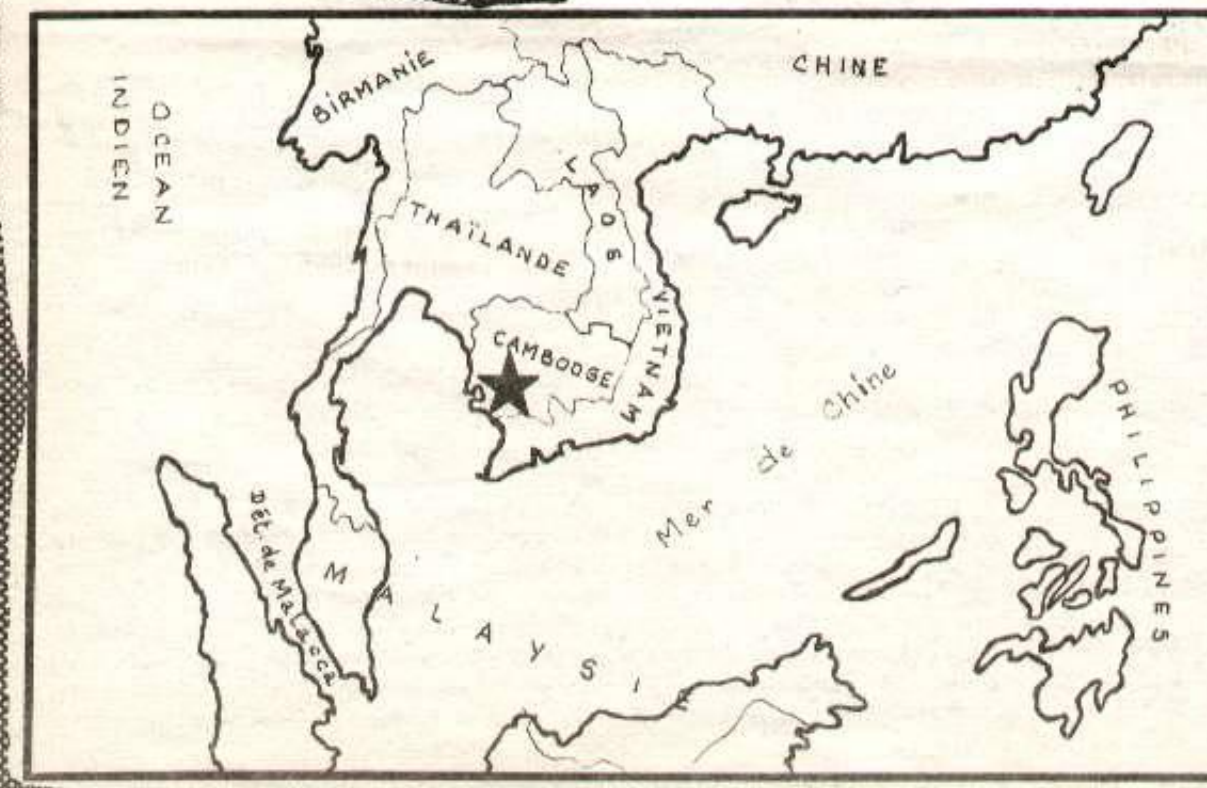 BIRMANIE
CHINE
OCEAN
INDIEN
LAOS
THAÏLANDE
VIETNAM
CAMBODGE
Mer de Chine
PHILIPPINES
Dét. de Malacca
MALAYSI